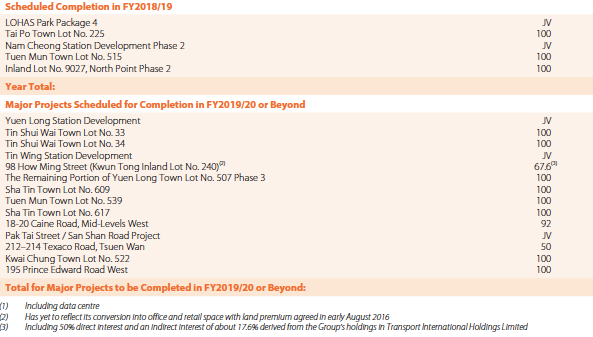 Scheduled Completion in FY2018/19
LOHAS Park Package 4 JV
Tai Po Town Lot No. 225 100
Nam Cheong Station Development Phase 2 JV
Tuen Mun Town Lot No. 515 100
Inland Lot No. 9027, North Point Phase 2 100
Year Total:
Major Projects Scheduled for Completion in FY2019/20 or Beyond
Yuen Long Station Development JV
Tin Shui Wai Town Lot No. 33 100
Tin Shui Wai Town Lot No. 34 100
Tin Wing Station Development JV
98 How Ming Street (Kwun Tong Inland Lot No. 240)(2) 67.6(3)
The Remaining Portion of Yuen Long Town Lot No. 507 Phase 3 100
Sha Tin Town Lot No. 609 100
Tuen Mun Town Lot No. 539 100
Sha Tin Town Lot No. 617 100
18-20 Caine Road, Mid-Levels West 92
Pak Tai Street / San Shan Road Project JV
212–214 Texaco Road, Tsuen Wan 50
Kwai Chung Town Lot No. 522 100
195 Prince Edward Road West 100
Total for Major Projects to be Completed in FY2019/20 or Beyond:
(1) Including data centre
(2) Has yet to reflect its conversion into office and retail space with land premium agreed in early August 2016
(3) Including 50% direct interest and an indirect interest of about 17.6% derived from the Group's holdings in Transport International Holdings Limited